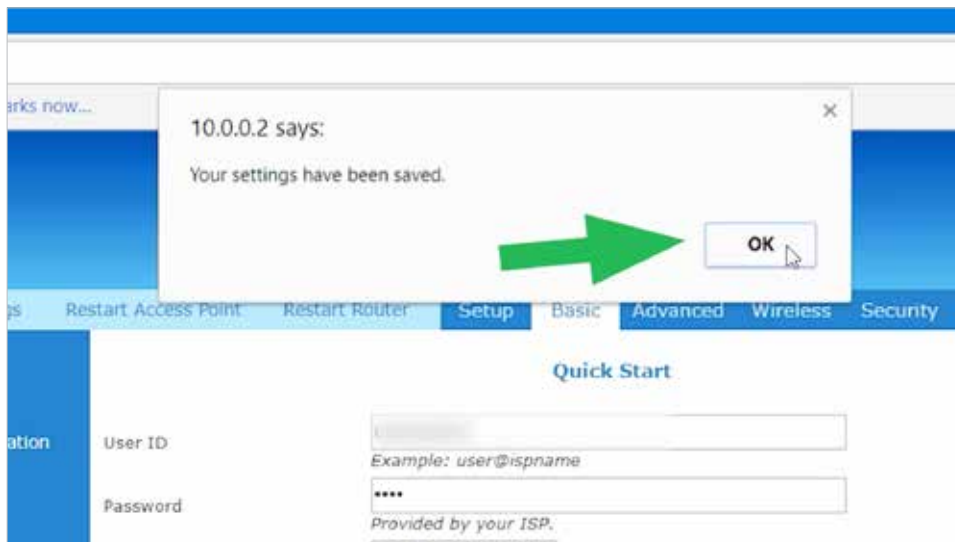 arks now...
10.0.0.2 says:
Your settings have been saved.
OK
gs Restart Access Point Restart Router Setup Basic Advanced Wireless Security
Quick Start
ation User ID
Example: user@ispname
Password ••••
Provided by your ISP.